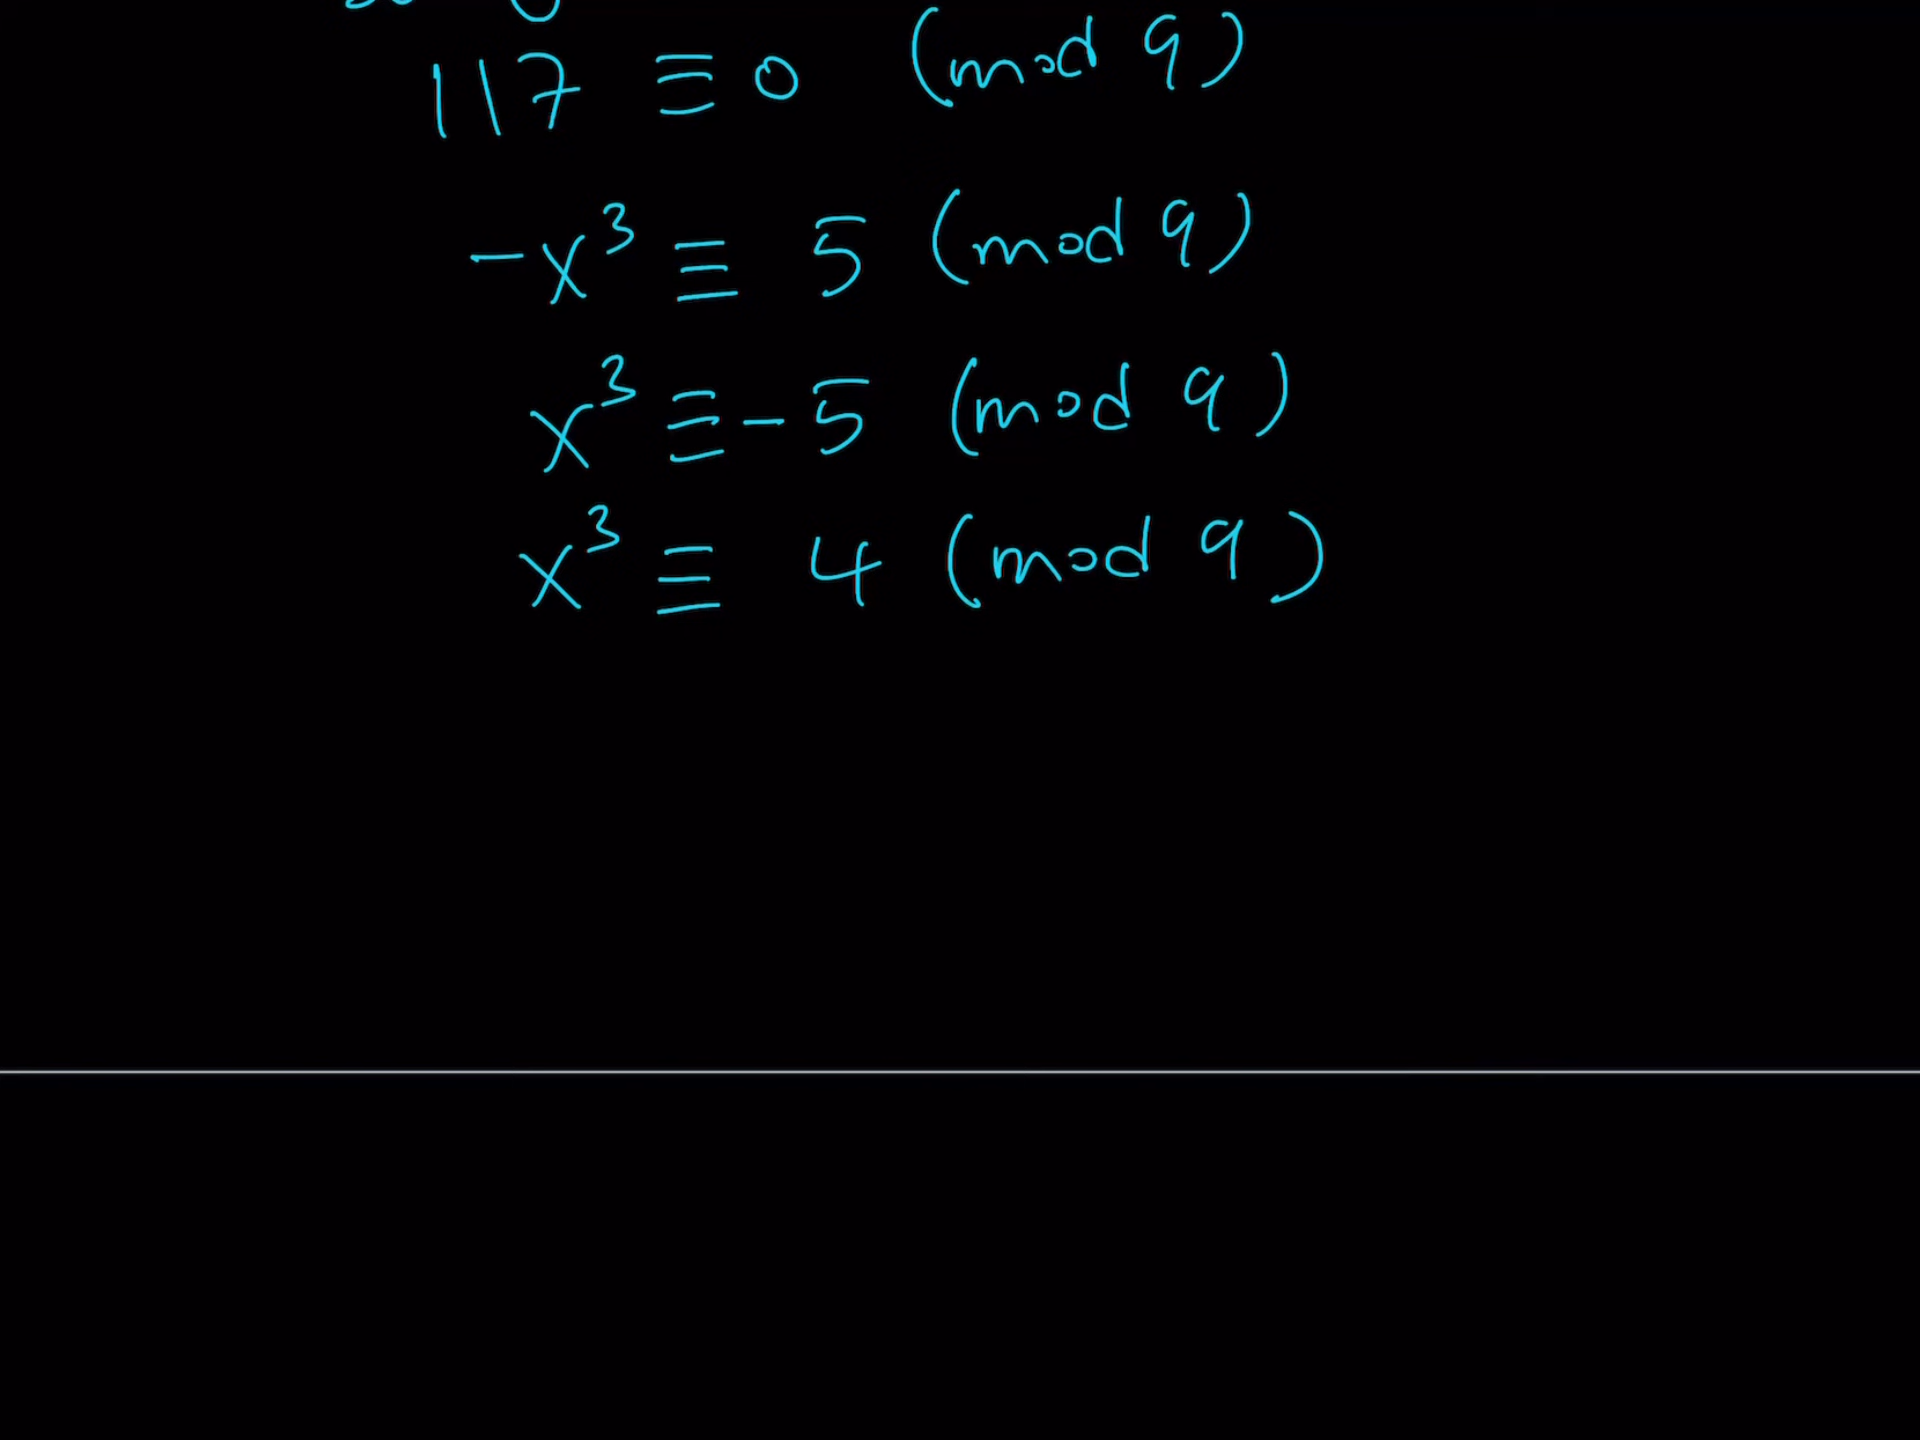 117 ≡ 0 (mod 9)
-x³ ≡ 5 (mod 9)
x³ ≡ -5 (mod 9)
x³ ≡ 4 (mod 9)